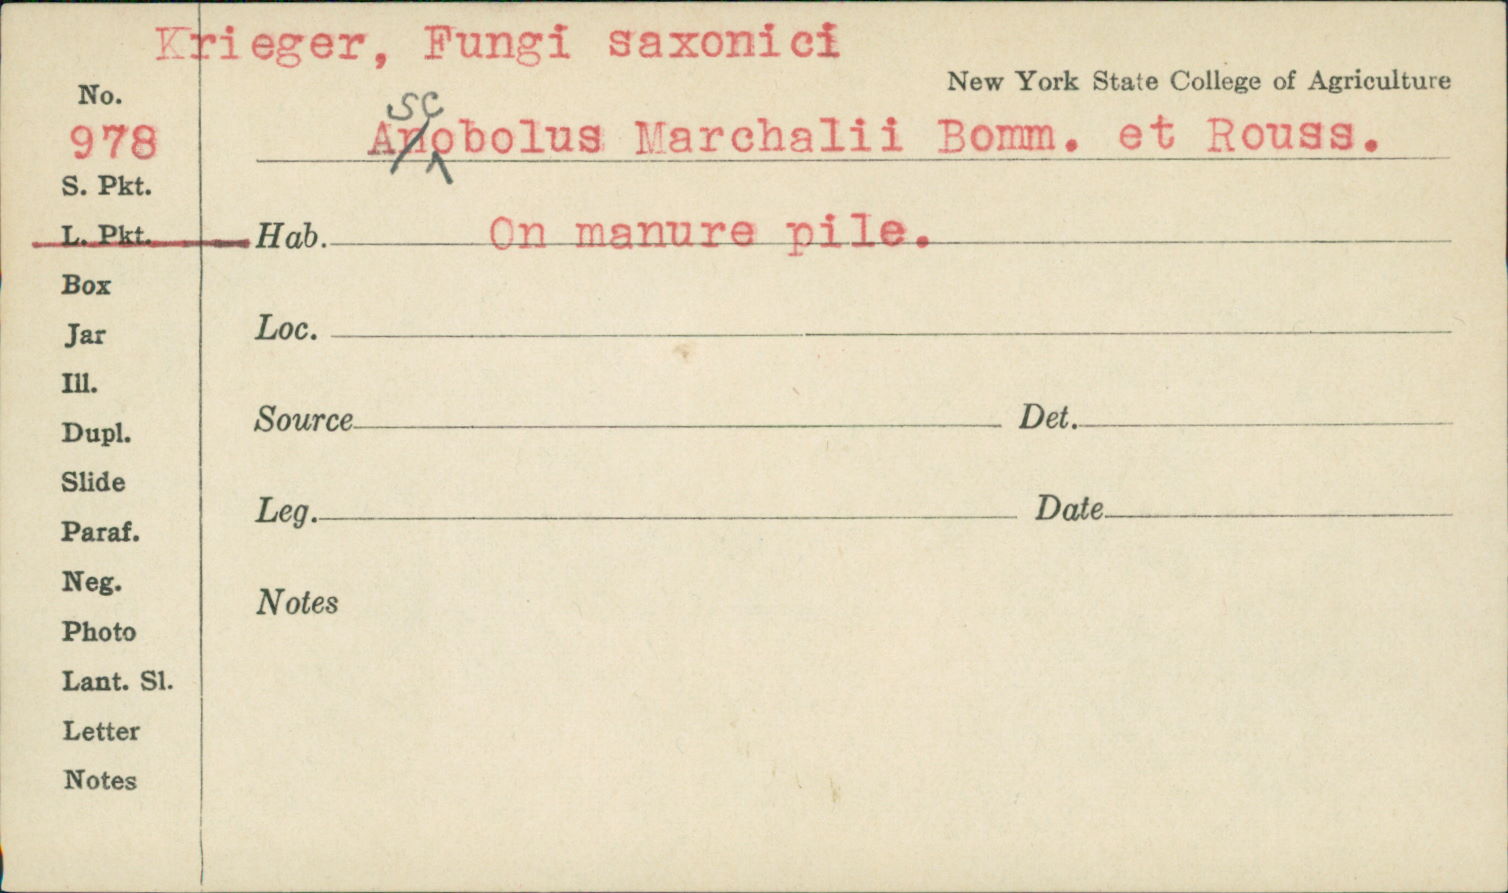 Krieger, Fungi saxonici
New York State College of Agriculture
No.
978
sc
Anobolus Marchalii Bomm. et Rouss.
S. Pkt.
L. Pkt.
Hab. On manure pile.
Box
Jar
Loc.
Ill.
Dupl.
Source Det.
Slide
Leg. Date
Paraf.
Neg.
Notes
Photo
Lant. Sl.
Letter
Notes